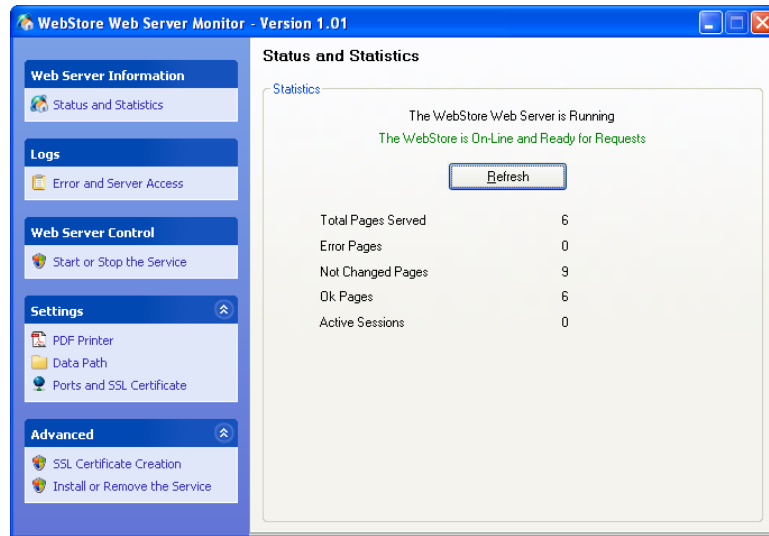 WebStore Web Server Monitor - Version 1.01
Web Server Information
Status and Statistics
Logs
Error and Server Access
Web Server Control
Start or Stop the Service
Settings
PDF Printer
Data Path
Ports and SSL Certificate
Advanced
SSL Certificate Creation
Install or Remove the Service
Status and Statistics
Statistics
The WebStore Web Server is Running
The WebStore is On-Line and Ready for Requests
Refresh
Total Pages Served 6
Error Pages 0
Not Changed Pages 9
Ok Pages 6
Active Sessions 0